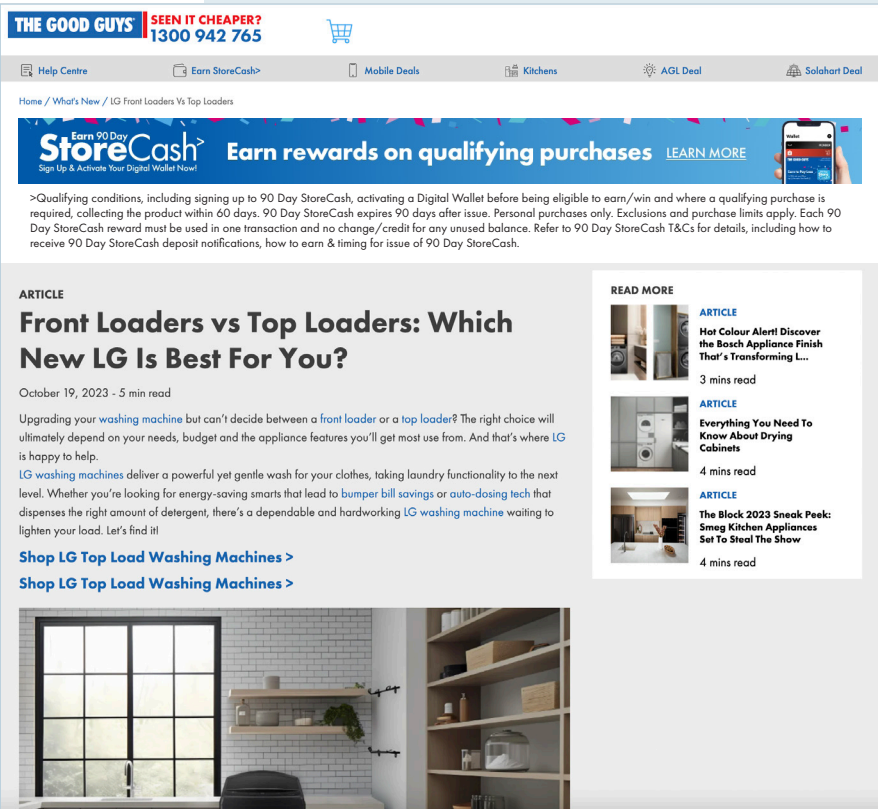 THE GOOD GUYS
SEEN IT CHEAPER?
1300 942 765
Help Centre
Earn StoreCash>
Mobile Deals
Kitchens
AGL Deal
Solahart Deal
Home / What's New / LG Front Loaders Vs Top Loaders
Earn 90 Day
StoreCash>
Sign Up & Activate Your Digital Wallet Now!
Earn rewards on qualifying purchases LEARN MORE
Wallet
>Qualifying conditions, including signing up to 90 Day StoreCash, activating a Digital Wallet before being eligible to earn/win and where a qualifying purchase is
required, collecting the product within 60 days. 90 Day StoreCash expires 90 days after issue. Personal purchases only. Exclusions and purchase limits apply. Each 90
Day StoreCash reward must be used in one transaction and no change/credit for any unused balance. Refer to 90 Day StoreCash T&Cs for details, including how to
receive 90 Day StoreCash deposit notifications, how to earn & timing for issue of 90 Day StoreCash.
ARTICLE
Front Loaders vs Top Loaders: Which
New LG Is Best For You?
October 19, 2023 - 5 min read
Upgrading your washing machine but can't decide between a front loader or a top loader? The right choice will
ultimately depend on your needs, budget and the appliance features you'll get most use from. And that's where LG
is happy to help.
LG washing machines deliver a powerful yet gentle wash for your clothes, taking laundry functionality to the next
level. Whether you're looking for energy-saving smarts that lead to bumper bill savings or auto-dosing tech that
dispenses the right amount of detergent, there's a dependable and hardworking LG washing machine waiting to
lighten your load. Let's find it!
Shop LG Top Load Washing Machines >
Shop LG Top Load Washing Machines >
READ MORE
ARTICLE
Hot Colour Alert! Discover
the Bosch Appliance Finish
That's Transforming L...
3 mins read
ARTICLE
Everything You Need To
Know About Drying
Cabinets
4 mins read
ARTICLE
The Block 2023 Sneak Peek:
Smeg Kitchen Appliances
Set To Steal The Show
4 mins read